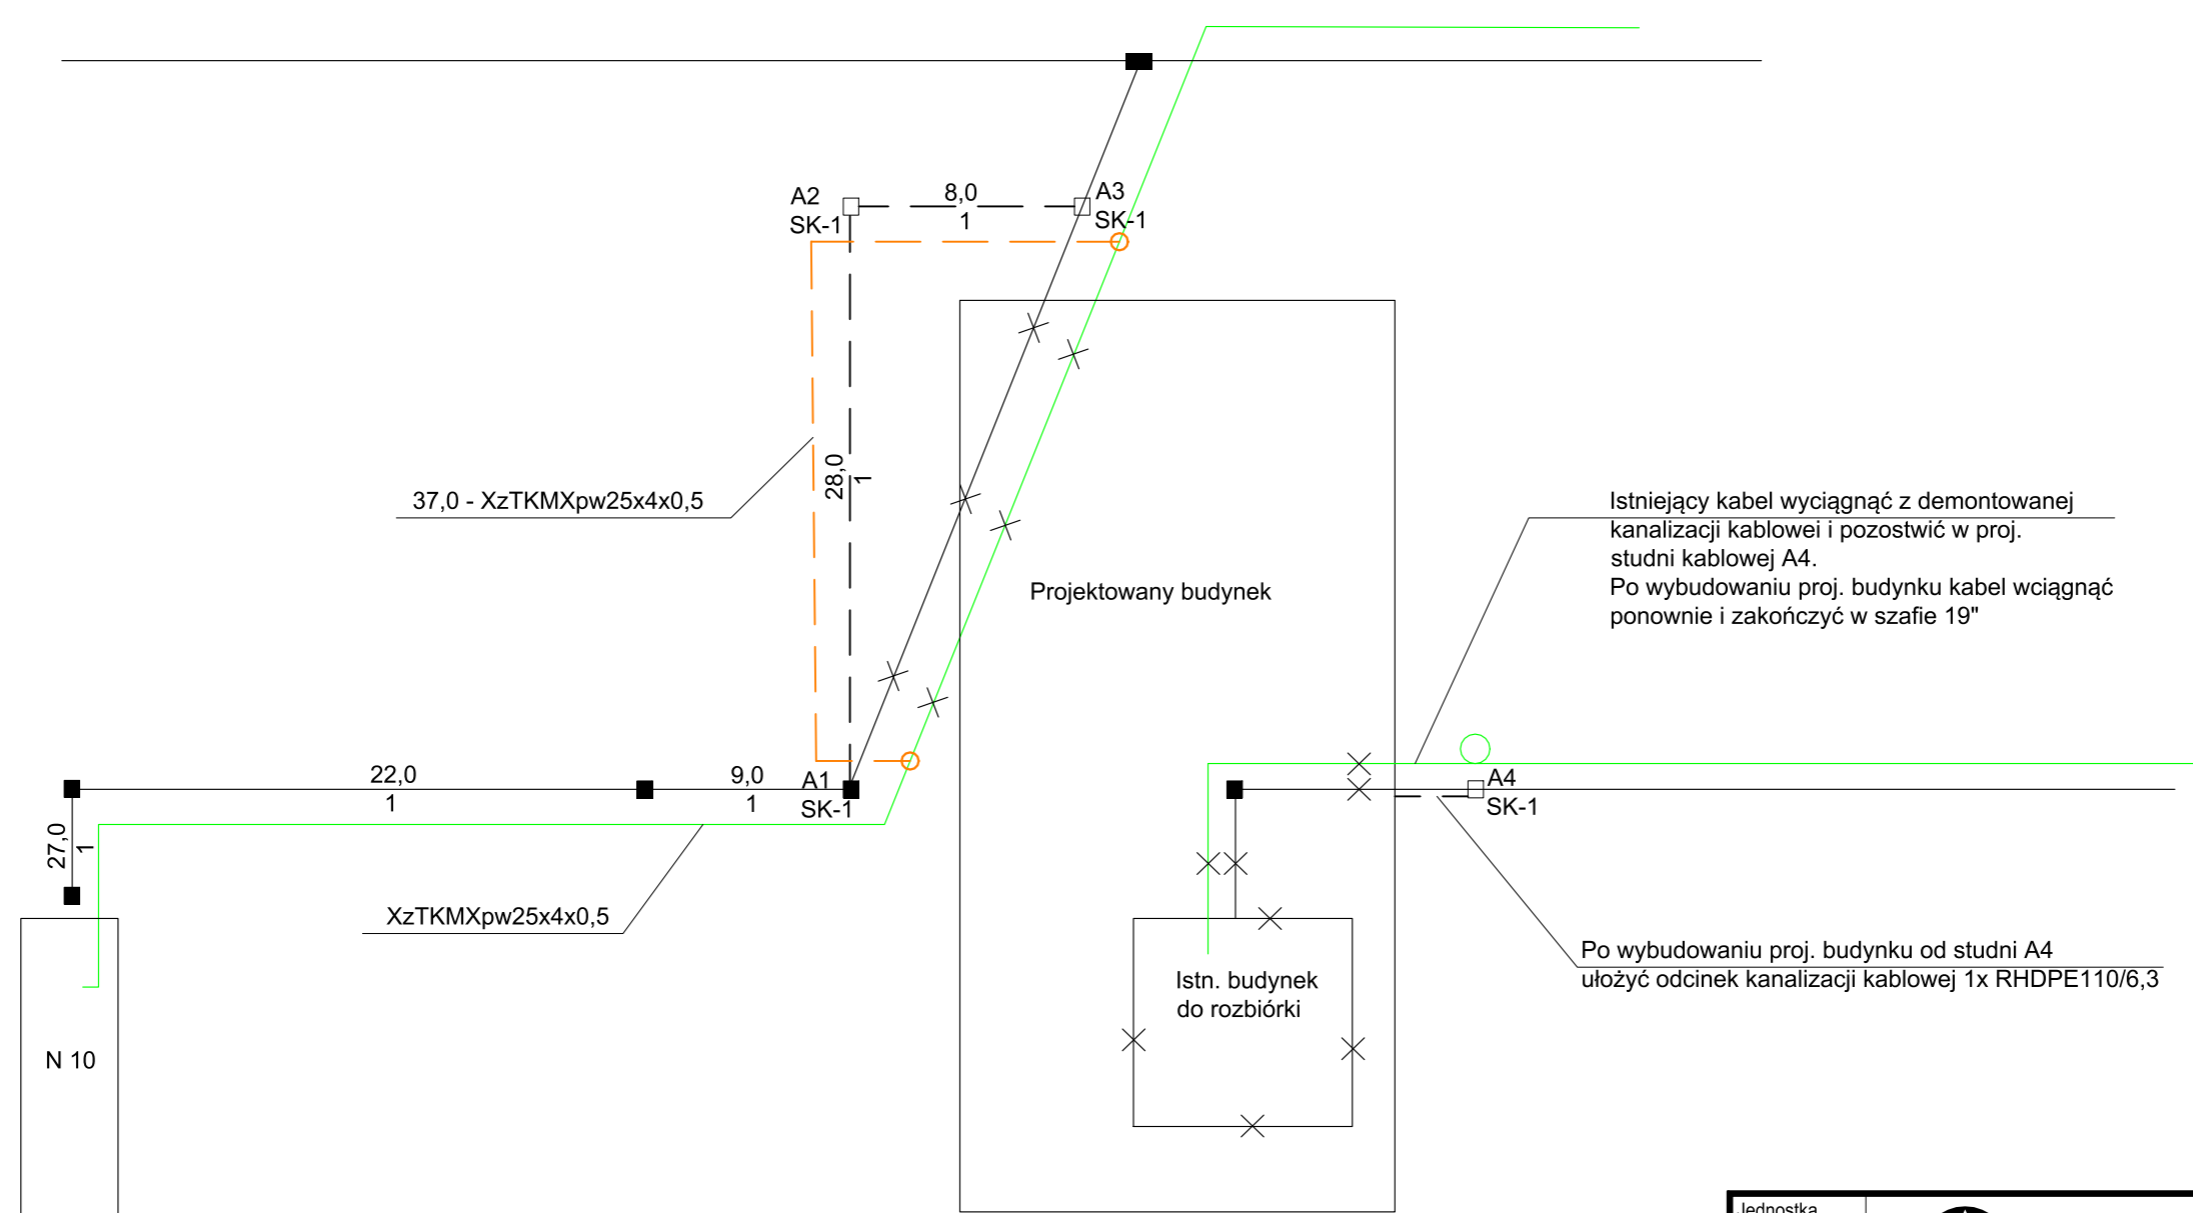 A2
SK-1
8,0
1
A3
SK-1
37,0 - XzTKMXpw25x4x0,5
28,0
1
Istniejący kabel wyciągnąć z demontowanej
kanalizacji kablowei i pozostwić w proj.
studni kablowej A4.
Po wybudowaniu proj. budynku kabel wciągnąć
ponownie i zakończyć w szafie 19"
Projektowany budynek
22,0
1
9,0
1
A1
SK-1
A4
SK-1
27,0
1
XzTKMXpw25x4x0,5
Po wybudowaniu proj. budynku od studni A4
ułożyć odcinek kanalizacji kablowej 1x RHDPE110/6,3
Istn. budynek
do rozbiórki
N 10
Jednostka